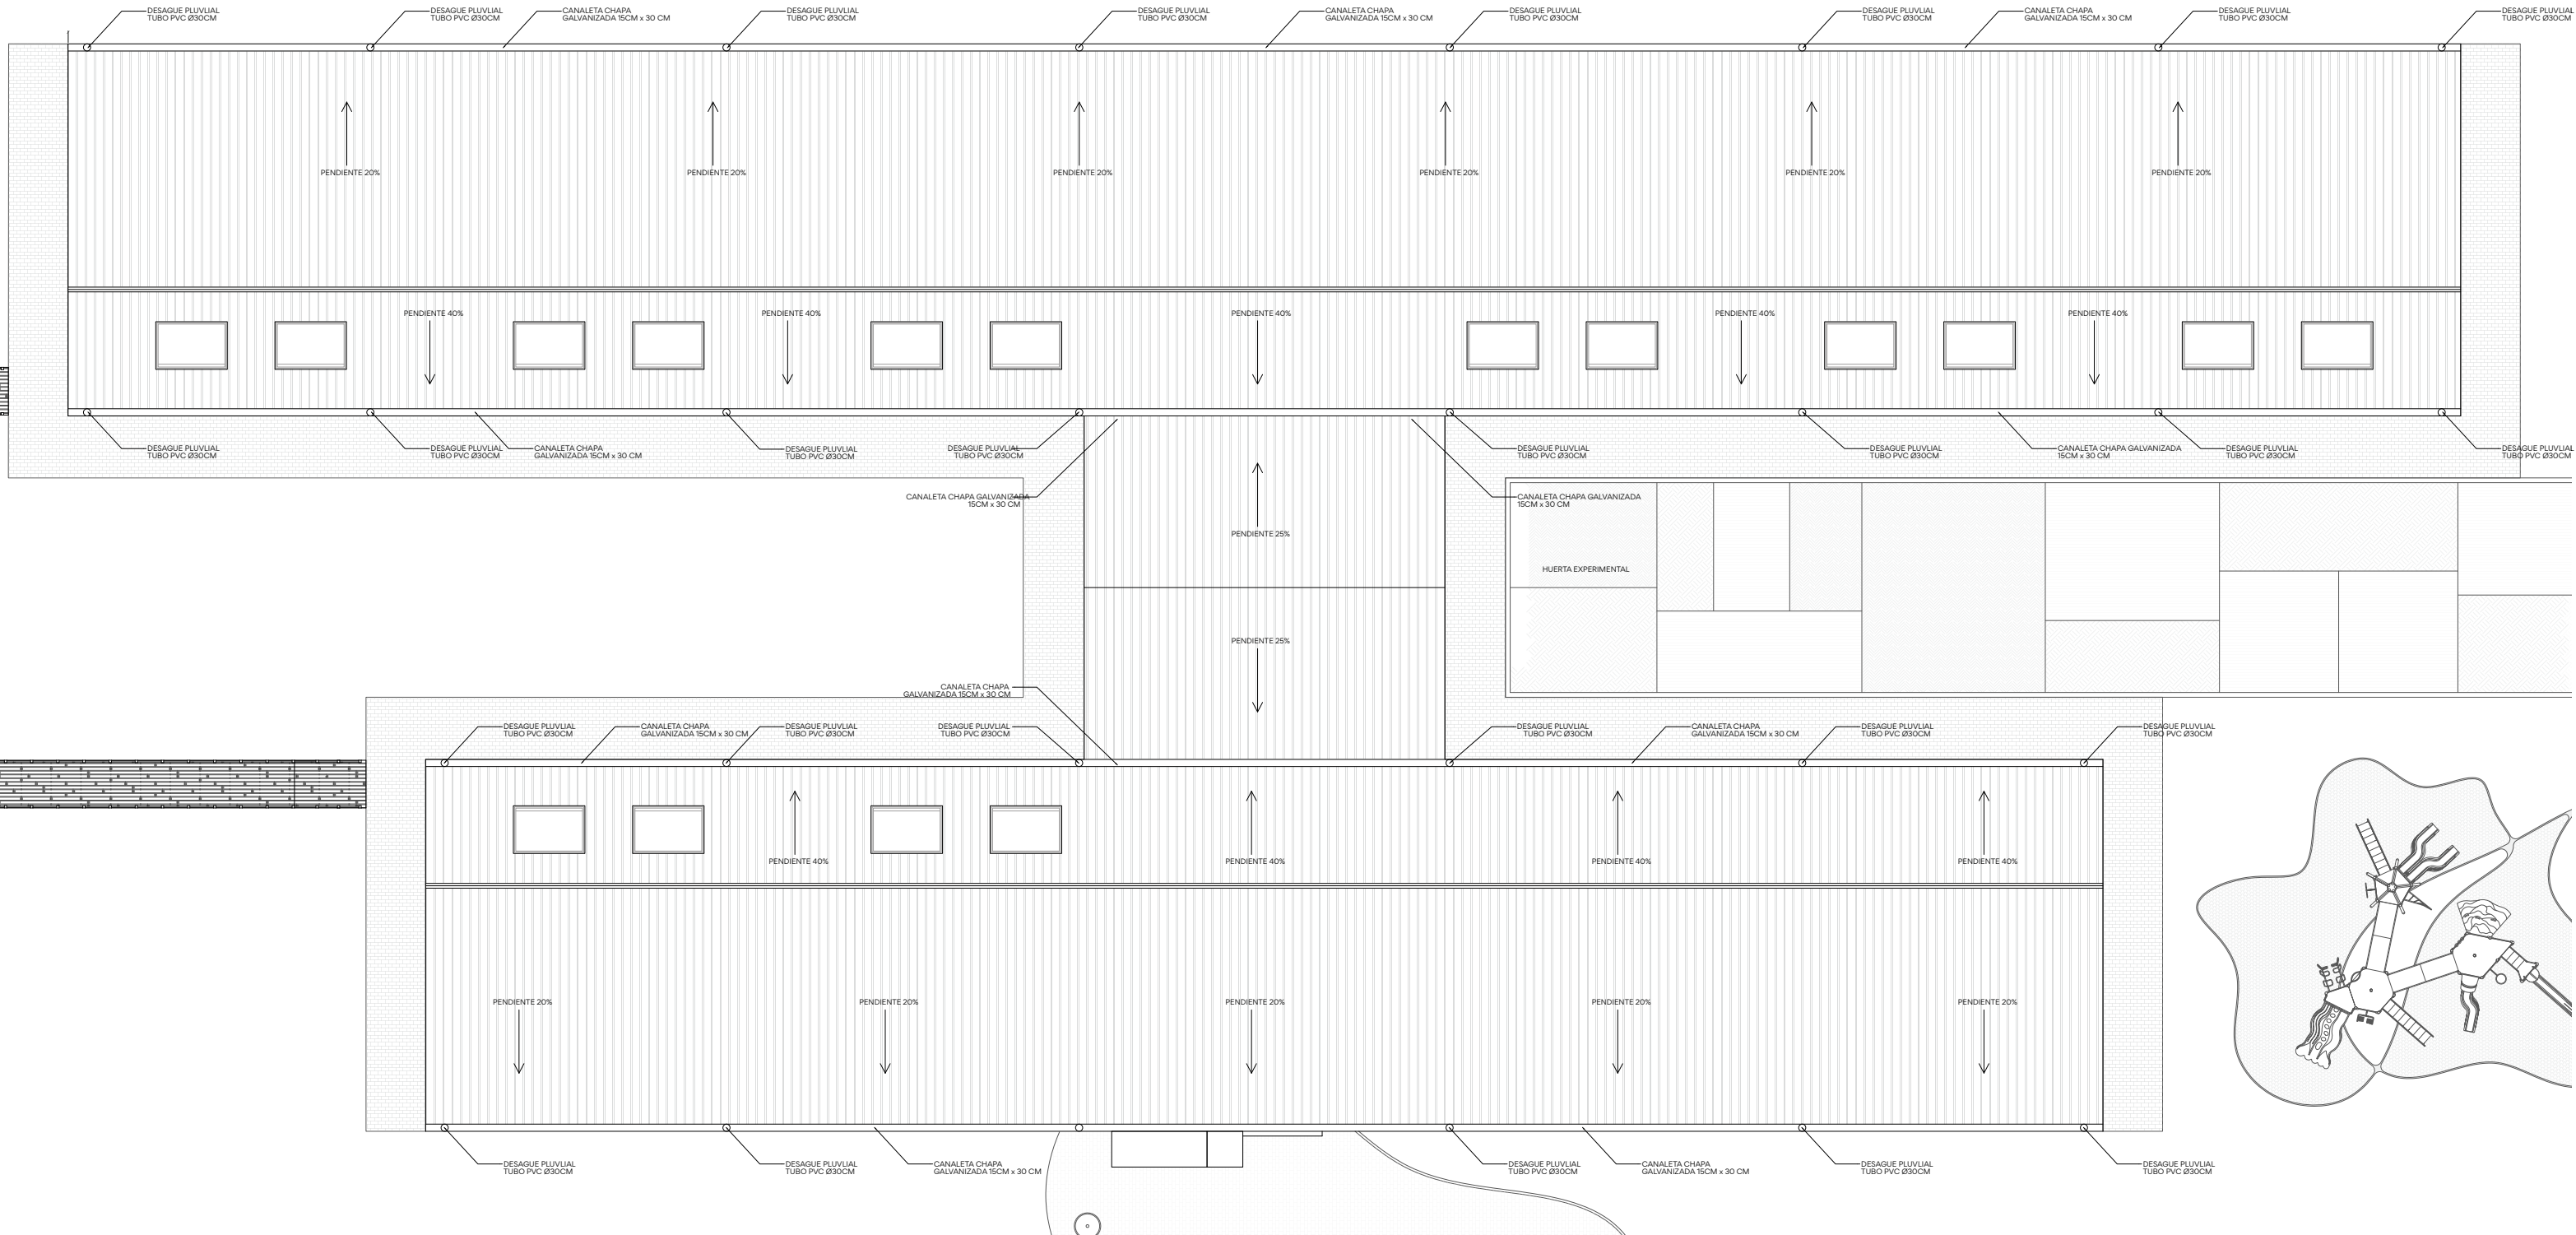 DESAGUE PLUVLIAL
TUBO PVC Ø30CM
DESAGUE PLUVLIAL
TUBO PVC Ø30CM
CANALETA CHAPA
GALVANIZADA 15CM x 30 CM
DESAGUE PLUVLIAL
TUBO PVC Ø30CM
DESAGUE PLUVLIAL
TUBO PVC Ø30CM
CANALETA CHAPA
GALVANIZADA 15CM x 30 CM
DESAGUE PLUVLIAL
TUBO PVC Ø30CM
DESAGUE PLUVLIAL
TUBO PVC Ø30CM
CANALETA CHAPA
GALVANIZADA 15CM x 30 CM
DESAGUE PLUVLIAL
TUBO PVC Ø30CM
DESAGUE PLUVLIAL
TUBO PVC Ø30CM
PENDIENTE 20%
PENDIENTE 20%
PENDIENTE 20%
PENDIENTE 20%
PENDIENTE 20%
PENDIENTE 20%
PENDIENTE 40%
PENDIENTE 40%
PENDIENTE 40%
PENDIENTE 40%
PENDIENTE 40%
DESAGUE PLUVLIAL
TUBO PVC Ø30CM
DESAGUE PLUVLIAL
TUBO PVC Ø30CM
CANALETA CHAPA
GALVANIZADA 15CM x 30 CM
DESAGUE PLUVLIAL
TUBO PVC Ø30CM
DESAGUE PLUVLIAL
TUBO PVC Ø30CM
DESAGUE PLUVLIAL
TUBO PVC Ø30CM
DESAGUE PLUVLIAL
TUBO PVC Ø30CM
CANALETA CHAPA GALVANIZADA
15CM x 30 CM
DESAGUE PLUVLIAL
TUBO PVC Ø30CM
DESAGUE PLUVLIAL
TUBO PVC Ø30CM
CANALETA CHAPA GALVANIZADA
15CM x 30 CM
CANALETA CHAPA GALVANIZADA
15CM x 30 CM
PENDIENTE 25%
HUERTA EXPERIMENTAL
PENDIENTE 25%
CANALETA CHAPA
GALVANIZADA 15CM x 30 CM
DESAGUE PLUVLIAL
TUBO PVC Ø30CM
CANALETA CHAPA
GALVANIZADA 15CM x 30 CM
DESAGUE PLUVLIAL
TUBO PVC Ø30CM
DESAGUE PLUVLIAL
TUBO PVC Ø30CM
DESAGUE PLUVLIAL
TUBO PVC Ø30CM
CANALETA CHAPA
GALVANIZADA 15CM x 30 CM
DESAGUE PLUVLIAL
TUBO PVC Ø30CM
DESAGUE PLUVLIAL
TUBO PVC Ø30CM
PENDIENTE 40%
PENDIENTE 40%
PENDIENTE 40%
PENDIENTE 40%
PENDIENTE 20%
PENDIENTE 20%
PENDIENTE 20%
PENDIENTE 20%
PENDIENTE 20%
DESAGUE PLUVLIAL
TUBO PVC Ø30CM
DESAGUE PLUVLIAL
TUBO PVC Ø30CM
CANALETA CHAPA
GALVANIZADA 15CM x 30 CM
DESAGUE PLUVLIAL
TUBO PVC Ø30CM
CANALETA CHAPA
GALVANIZADA 15CM x 30 CM
DESAGUE PLUVLIAL
TUBO PVC Ø30CM
DESAGUE PLUVLIAL
TUBO PVC Ø30CM